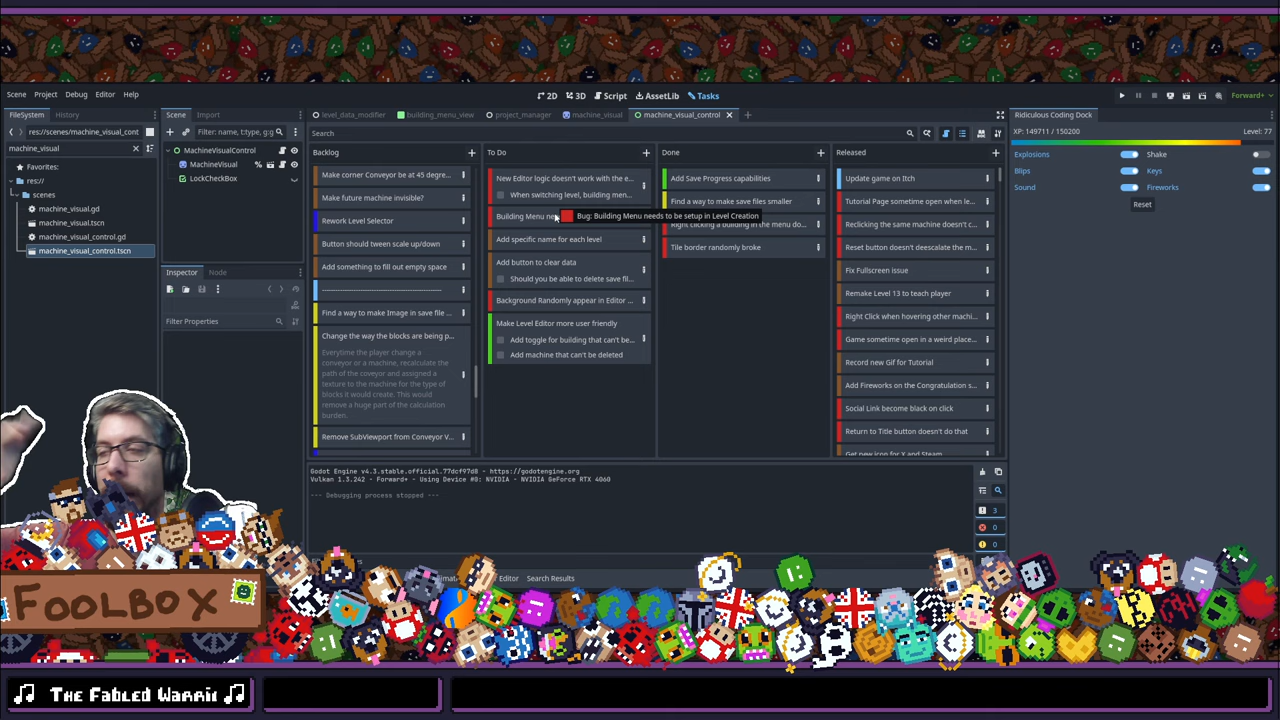 Scene Project Debug Editor Help
2D 3D Script AssetLib Tasks
Forward+
FileSystem History
Scene Import
level_data_modifier building_menu_view project_manager machine_visual machine_visual_control
Ridiculous Coding Dock
res://scenes/machine_visual_cont
Filter: name, t:type, g:g
Search
XP: 149711 / 150200 Level: 77
machine_visual
MachineVisualControl
Backlog To Do Done Released
Explosions Shake
Favorites:
MachineVisual
Blips Keys
res://
LockCheckBox
Sound Fireworks
scenes
Reset
machine_visual.gd
machine_visual.tscn
machine_visual_control.gd
machine_visual_control.tscn
Inspector Node
Filter Properties
Make corner Conveyor be at 45 degre...
Make future machine invisible?
Rework Level Selector
Button should tween scale up/down
Add something to fill out empty space
Find a way to make Image in save file ...
Change the way the blocks are being p...
Everytime the player change a
conveyor or a machine, recalculate the
path of the coveyor and assigned a
texture to the machine for the type of
blocks it would create. This would
remove a huge part of the calculation
burden.
Remove SubViewport from Conveyor V...
New Editor logic doesn't work with the e...
When switching level, building men...
Building Menu ne
Bug: Building Menu needs to be setup in Level Creation
Add specific name for each level
Add button to clear data
Should you be able to delete save fil...
Background Randomly appear in Editor ...
Make Level Editor more user friendly
Add toggle for building that can't be...
Add machine that can't be deleted
Add Save Progress capabilities
Find a way to make save files smaller
Right clicking a building in the menu do...
Tile border randomly broke
Update game on Itch
Tutorial Page sometime open when le...
Reclicking the same machine doesn't c...
Reset button doesn't deescalate the m...
Fix Fullscreen issue
Remake Level 13 to teach player
Right Click when hovering other machi...
Game sometime open in a weird place...
Record new Gif for Tutorial
Add Fireworks on the Congratulation s...
Social Link become black on click
Return to Title button doesn't do that
Get new icon for X and Steam
Godot Engine v4.3.stable.official.77dcf97d8 - https://godotengine.org
Vulkan 1.3.242 - Forward+ - Using Device #0: NVIDIA - NVIDIA GeForce RTX 4060
--- Debugging process stopped ---
3
0
0
Editor Search Results
FOOLBOX
The Fabled Warri